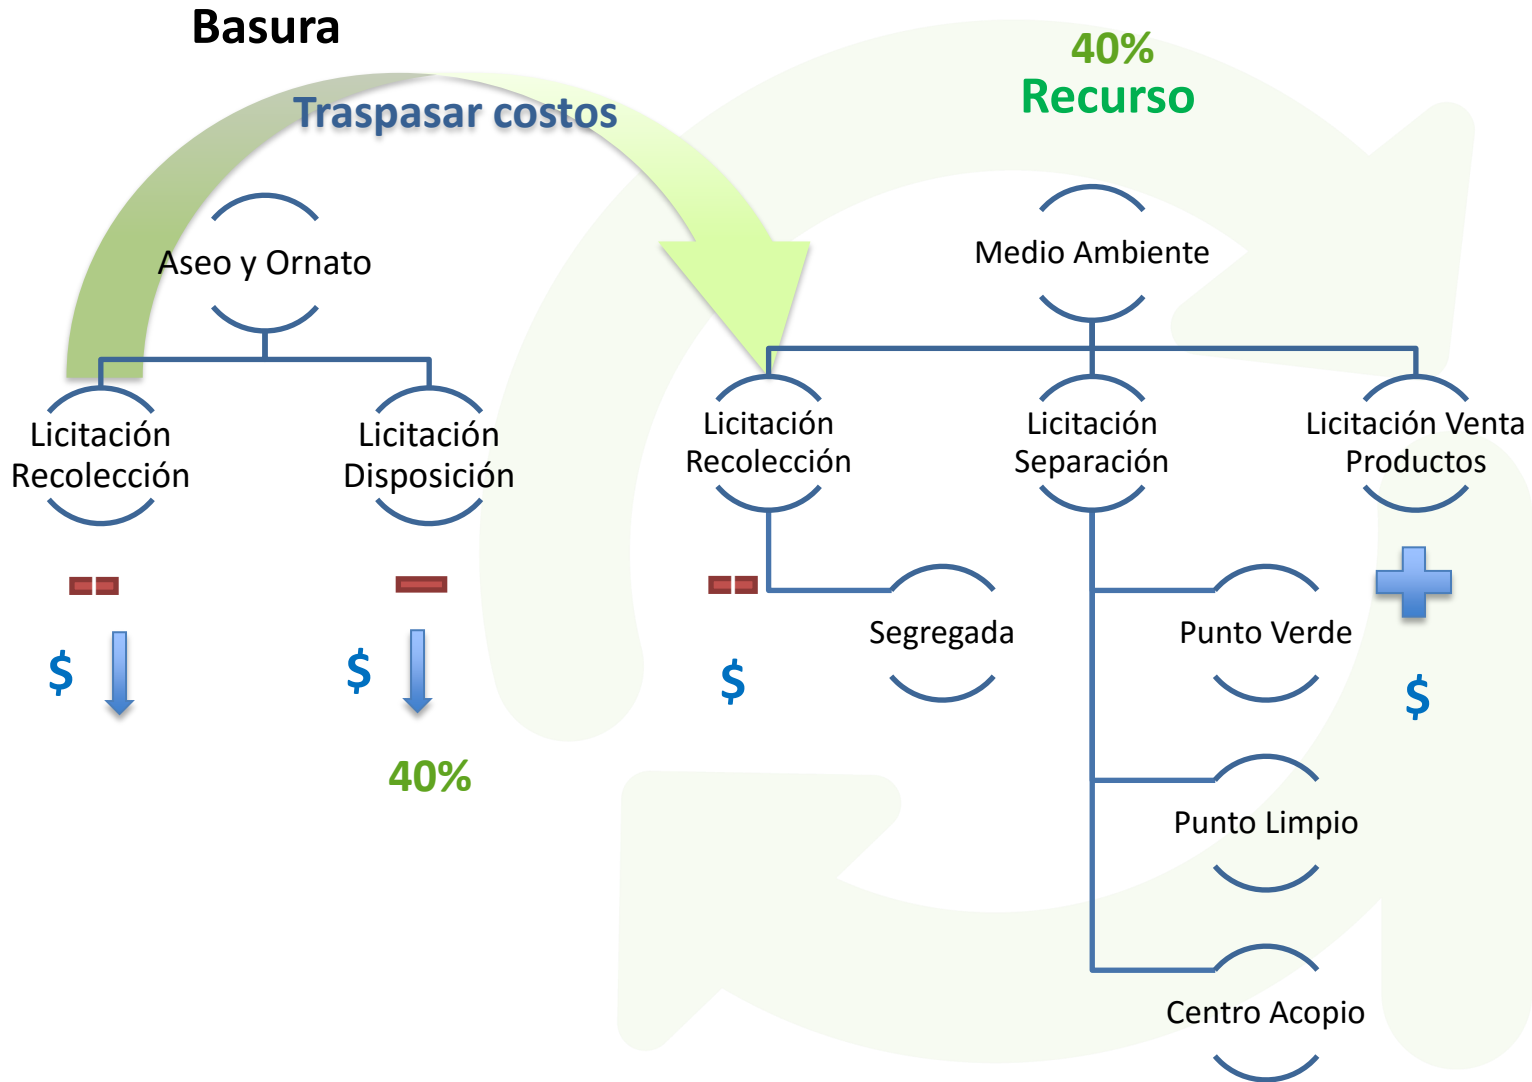 Basura
Traspasar costos
40%
Recurso
Aseo y Ornato
Licitación
Recolección
Licitación
Disposición
$
$
40%
Medio Ambiente
Licitación
Recolección
Licitación
Separación
Licitación Venta
Productos
$
Segregada
Punto Verde
Punto Limpio
Centro Acopio
$